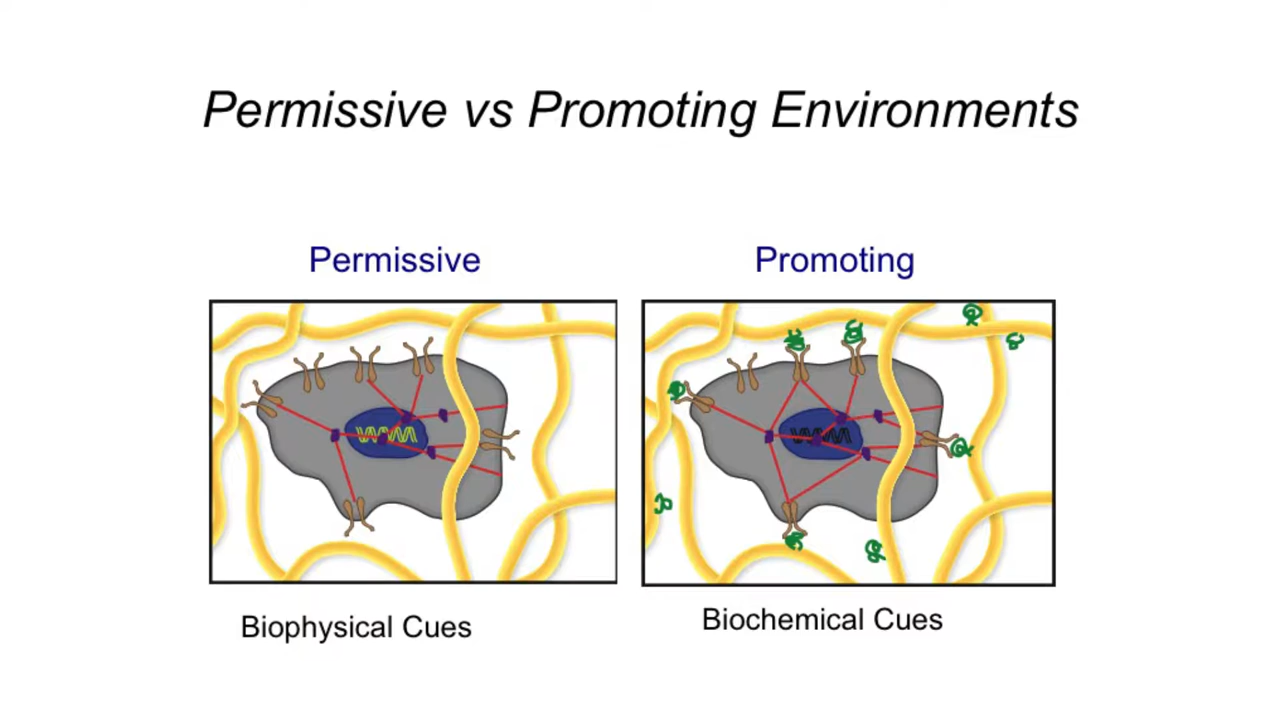 Permissive vs Promoting Environments
Permissive
Promoting
Biophysical Cues
Biochemical Cues